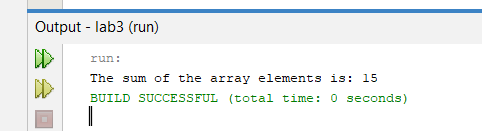 Output - lab3 (run)
run:
The sum of the array elements is: 15
BUILD SUCCESSFUL (total time: 0 seconds)